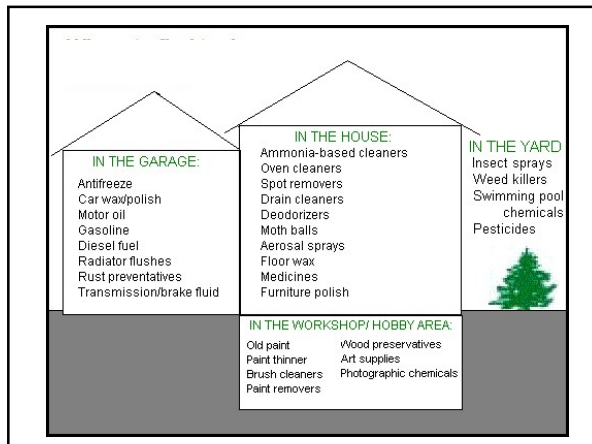 IN THE GARAGE:
Antifreeze
Car wax/polish
Motor oil
Gasoline
Diesel fuel
Radiator flushes
Rust preventatives
Transmission/brake fluid
IN THE HOUSE:
Ammonia-based cleaners
Oven cleaners
Spot removers
Drain cleaners
Deodorizers
Moth balls
Aerosal sprays
Floor wax
Medicines
Furniture polish
IN THE YARD
Insect sprays
Weed killers
Swimming pool
chemicals
Pesticides
IN THE WORKSHOP/ HOBBY AREA:
Old paint
Paint thinner
Brush cleaners
Paint removers
Wood preservatives
Art supplies
Photographic chemicals